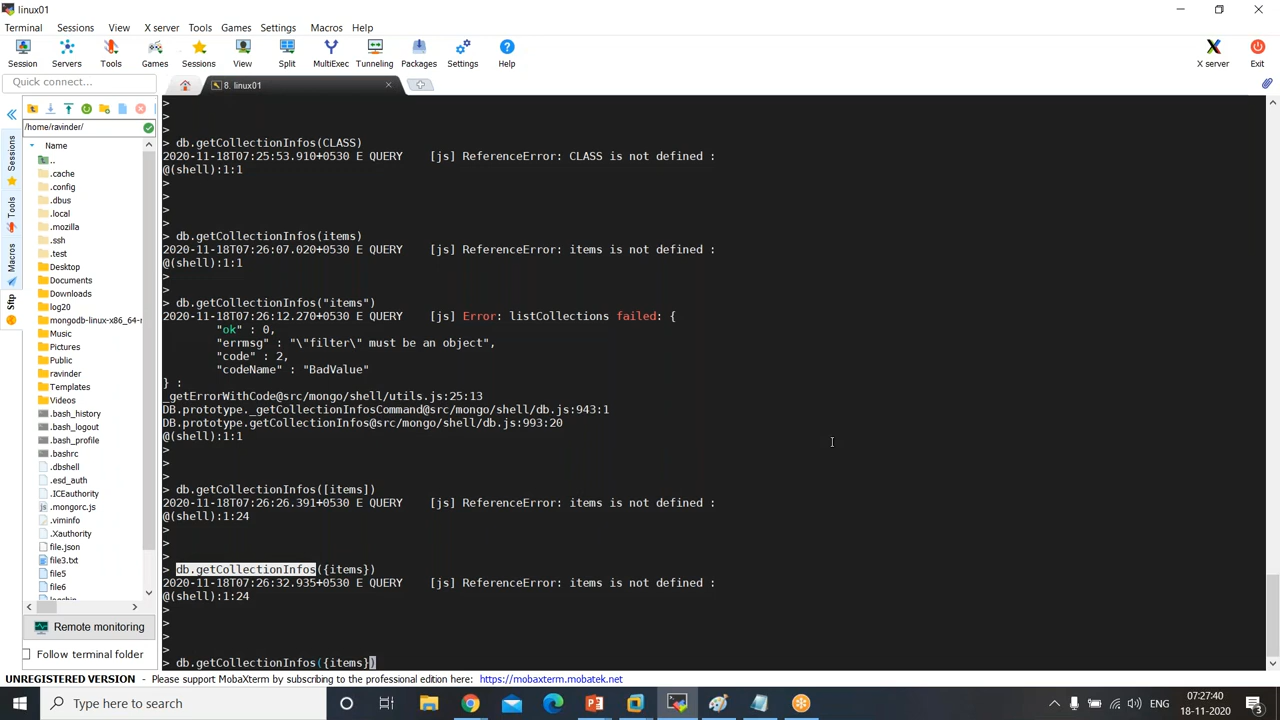 linux01
Terminal Sessions View X server Tools Games Settings Macros Help
Session Servers Tools Games Sessions View Split MultiExec Tunneling Packages Settings Help X server Exit
Quick connect...
8. linux01
/home/ravinder/
Name
..
.cache
.config
.dbus
.local
.mozilla
.ssh
.test
Desktop
Documents
Downloads
log20
mongodb-linux-x86_64-r
Music
Pictures
Public
ravinder
Templates
Videos
.bash_history
.bash_logout
.bash_profile
.bashrc
.dbshell
.esd_auth
.ICEauthority
.mongorc.js
.viminfo
.Xauthority
file.json
file3.txt
file5
file6
Sessions
Tools
Macros
Sftp
Remote monitoring
Follow terminal folder
>
>
>
> db.getCollectionInfos(CLASS)
2020-11-18T07:25:53.910+0530 E QUERY    [js] ReferenceError: CLASS is not defined :
@(shell):1:1
>
>
>
>
> db.getCollectionInfos(items)
2020-11-18T07:26:07.020+0530 E QUERY    [js] ReferenceError: items is not defined :
@(shell):1:1
>
>
> db.getCollectionInfos("items")
2020-11-18T07:26:12.270+0530 E QUERY    [js] Error: listCollections failed: {
"ok" : 0,
"errmsg" : "\"filter\" must be an object",
"code" : 2,
"codeName" : "BadValue"
} :
_getErrorWithCode@src/mongo/shell/utils.js:25:13
DB.prototype._getCollectionInfosCommand@src/mongo/shell/db.js:943:1
DB.prototype.getCollectionInfos@src/mongo/shell/db.js:993:20
@(shell):1:1
>
>
>
> db.getCollectionInfos([items])
2020-11-18T07:26:26.391+0530 E QUERY    [js] ReferenceError: items is not defined :
@(shell):1:24
>
>
> db.getCollectionInfos({items})
2020-11-18T07:26:32.935+0530 E QUERY    [js] ReferenceError: items is not defined :
@(shell):1:24
>
>
>
> db.getCollectionInfos({items})
UNREGISTERED VERSION - Please support MobaXterm by subscribing to the professional edition here: https://mobaxterm.mobatek.net
Type here to search
ENG
07:27:40
18-11-2020
3